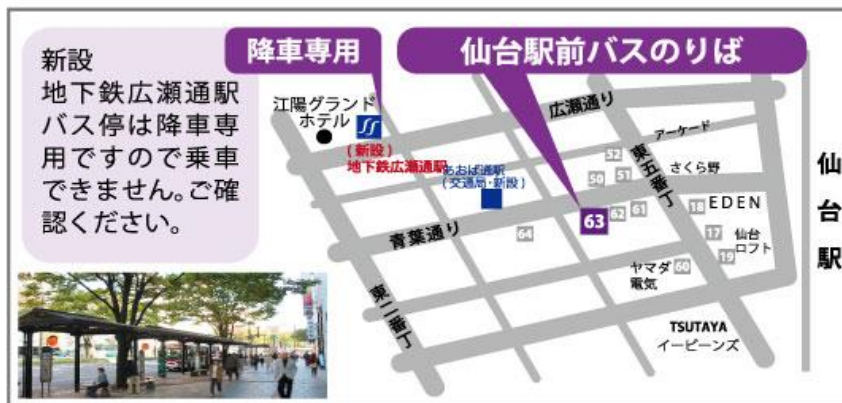 新設
地下鉄広瀬通駅
バス停は降車専
用ですので乗車
できません。ご確
認ください。
降車専用
仙台駅前バスのりば
江陽グランド
ホテル
(新設)
地下鉄広瀬通駅
あおば通駅
(交通局・新設)
広瀬通り
アーケード
東五番丁
さくら野
52
51
50
EDEN
18
61
62
63
64
青葉通り
17
仙台
ロフト
19
ヤマダ
電気
60
東二番丁
TSUTAYA
イービーンズ
仙台駅